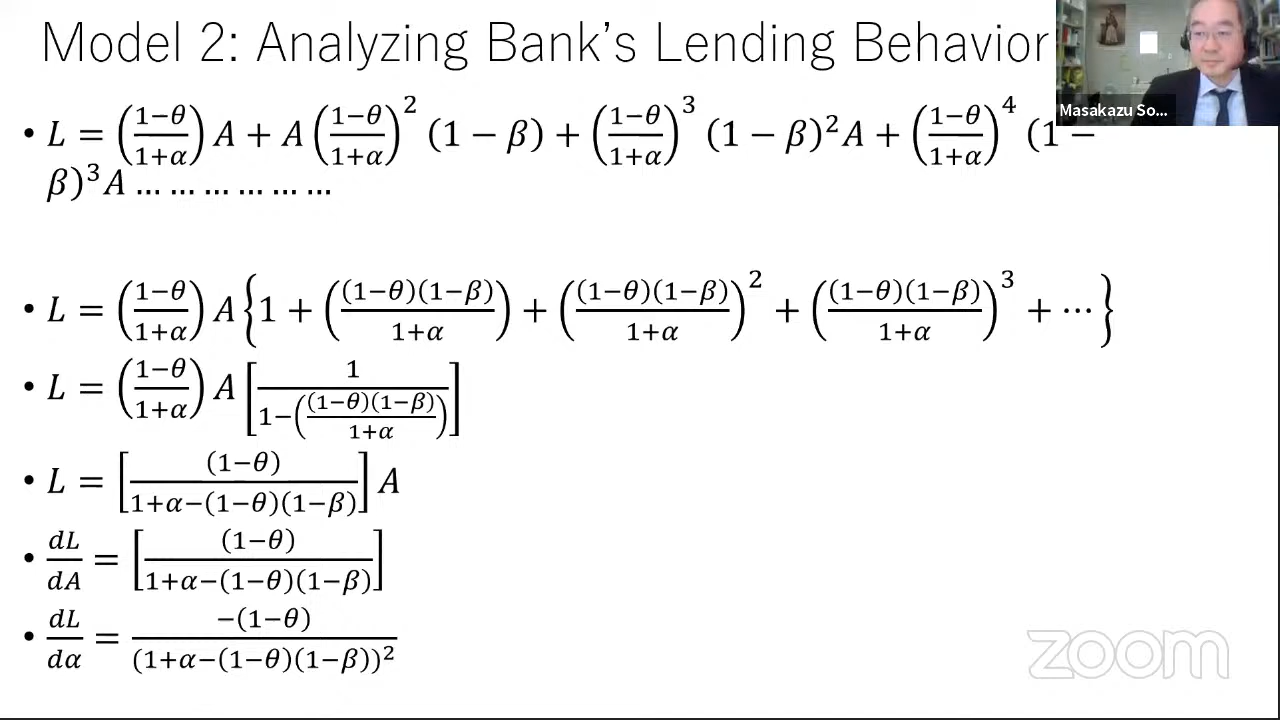 Model 2: Analyzing Bank's Lending Behavior
Masakazu So...
• L = ((1−θ)/(1+α)) A + A ((1−θ)/(1+α))² (1 − β) + ((1−θ)/(1+α))³ (1 − β)²A + ((1−θ)/(1+α))⁴ (1 −
β)³A ... ... ... ... ... ...
• L = ((1−θ)/(1+α)) A {1 + (((1−θ)(1−β))/(1+α)) + (((1−θ)(1−β))/(1+α))² + (((1−θ)(1−β))/(1+α))³ + ⋯}
• L = ((1−θ)/(1+α)) A [1/(1−(((1−θ)(1−β))/(1+α)))]
• L = [(1−θ)/(1+α−(1−θ)(1−β))] A
• dL/dA = [(1−θ)/(1+α−(1−θ)(1−β))]
• dL/dα = −(1−θ)/(1+α−(1−θ)(1−β))²
zoom